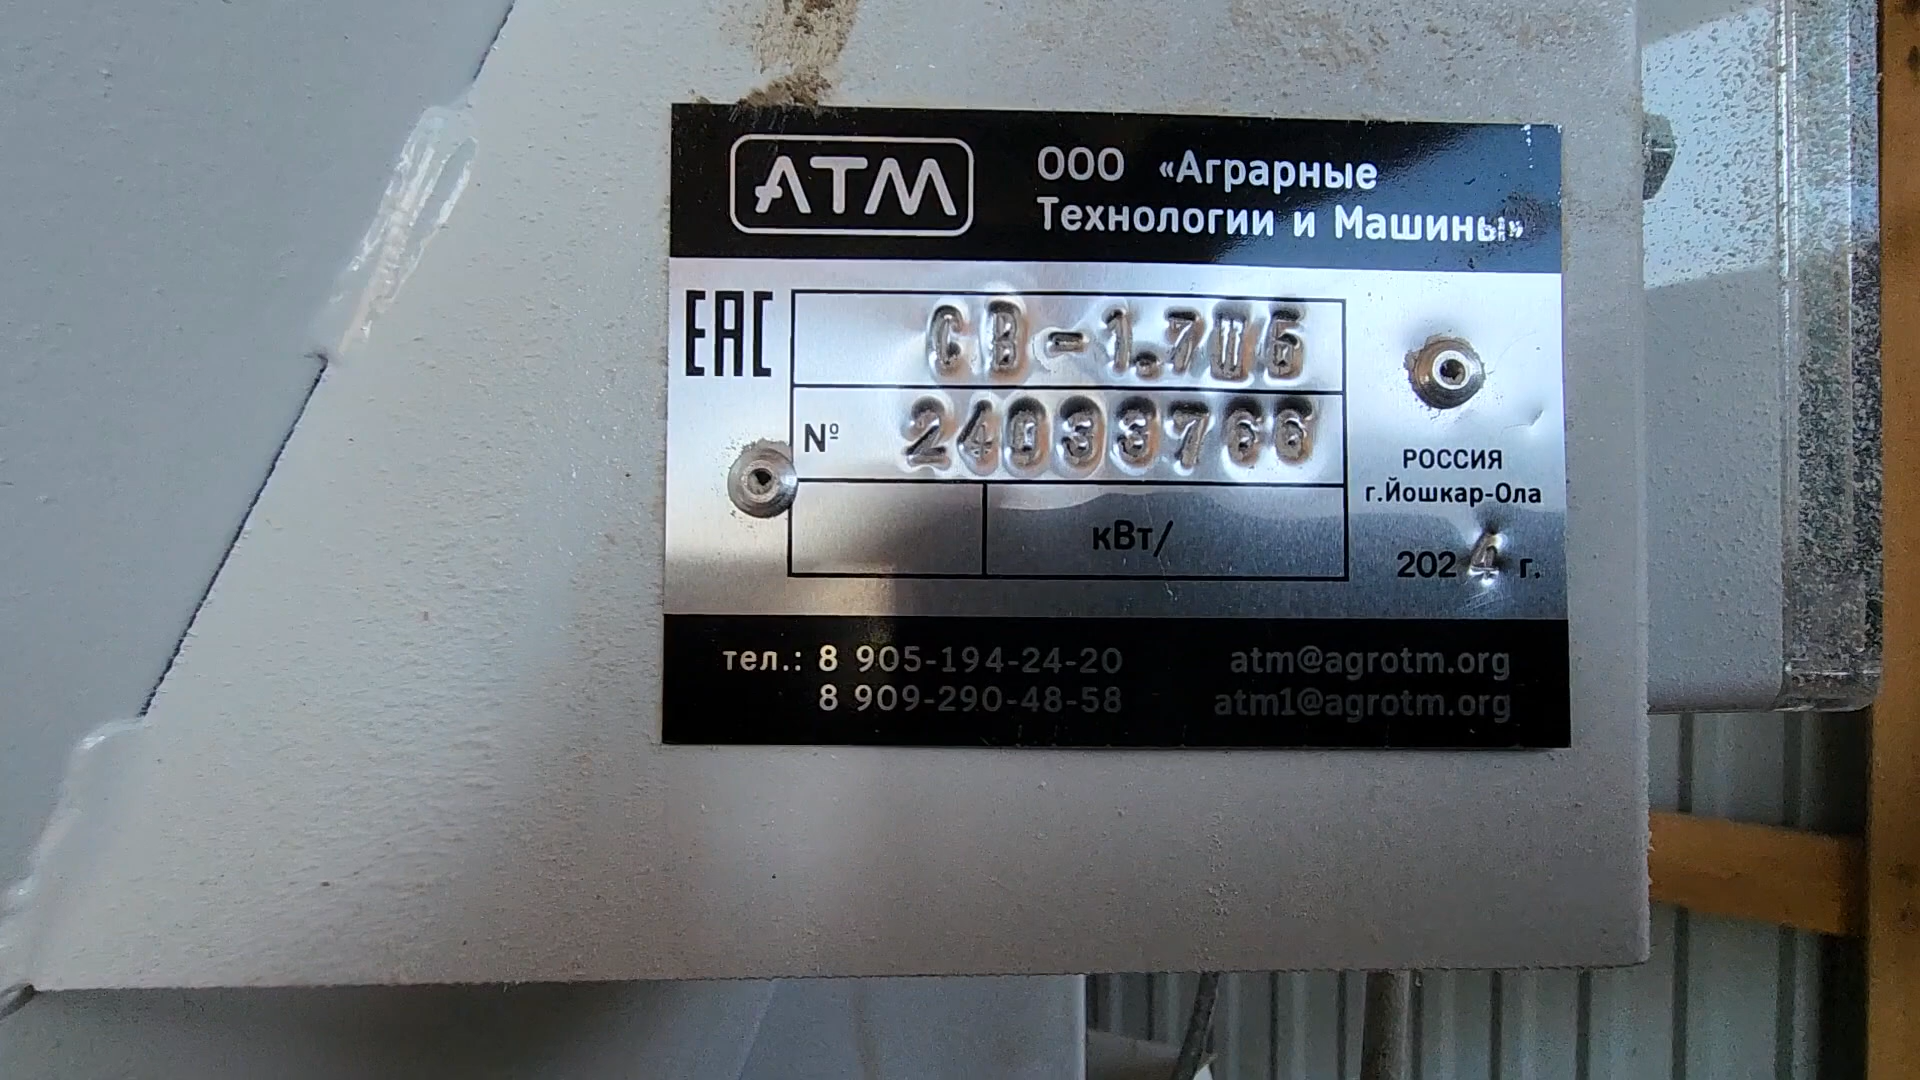 АТМ
ООО «Аграрные
Технологии и Машины»
ЕАС
СВ-1.7Ш5
№ 24033766
кВт/
РОССИЯ
г.Йошкар-Ола
2024 г.
тел.: 8 905-194-24-20
8 909-290-48-58
atm@agrotm.org
atm1@agrotm.org